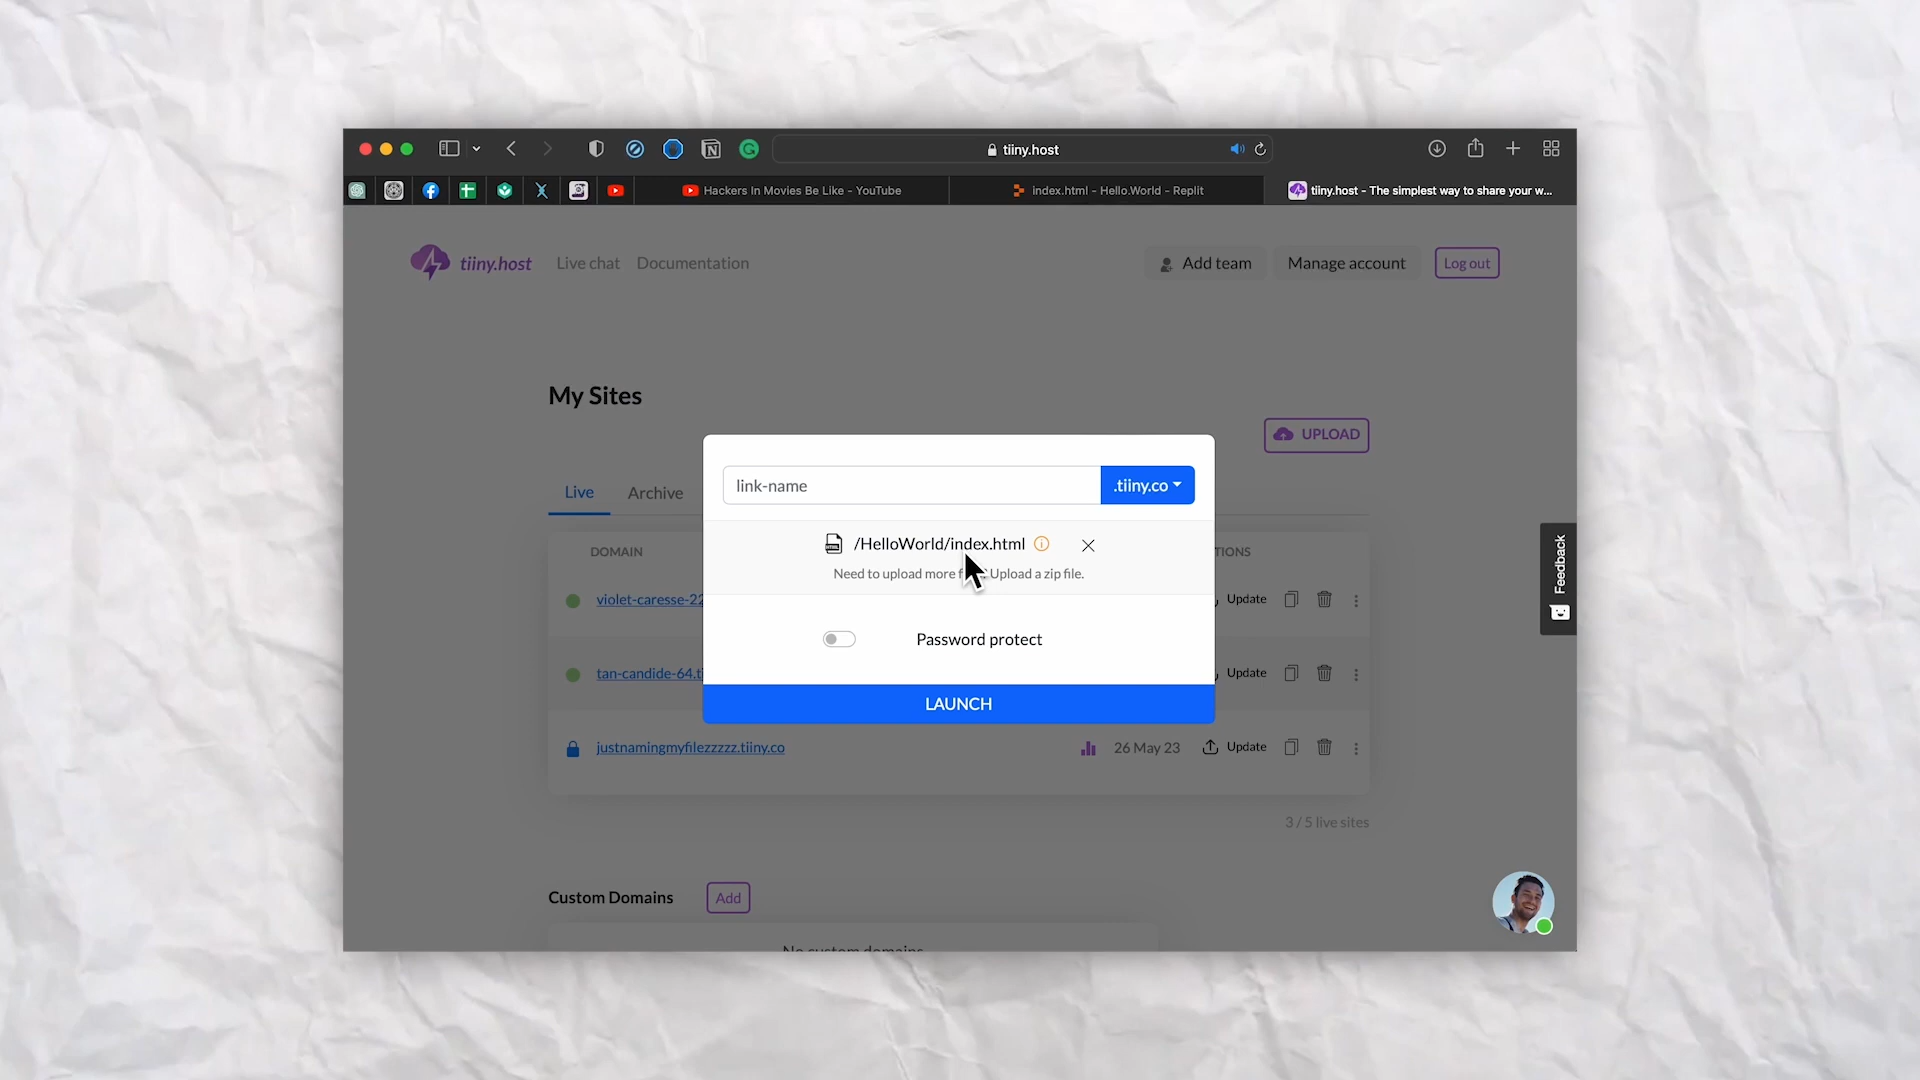 tiiny.host
Hackers In Movies Be Like - YouTube
index.html - Hello.World - Replit
tiiny.host - The simplest way to share your w...
tiiny.host
Live chat
Documentation
Add team
Manage account
Log out
My Sites
UPLOAD
Live
Archive
link-name
.tiiny.co
DOMAIN
/HelloWorld/index.html
Need to upload more Upload a zip file.
violet-caresse-22
Update
Password protect
tan-candide-64.ti
Update
LAUNCH
justnamingmyfilezzzzz.tiiny.co
26 May 23
Update
3 / 5 live sites
Feedback
Custom Domains
Add
No custom domains